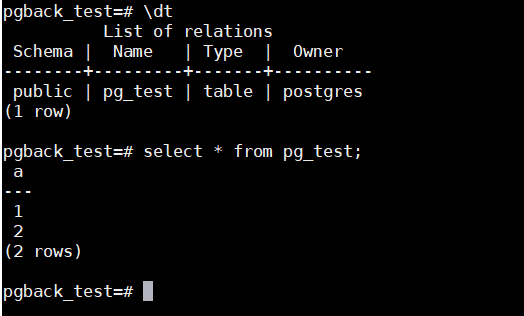 pgback_test=# \dt
          List of relations
 Schema |  Name   | Type  |  Owner
--------+---------+-------+----------
 public | pg_test | table | postgres
(1 row)
pgback_test=# select * from pg_test;
 a
---
 1
 2
(2 rows)
pgback_test=#